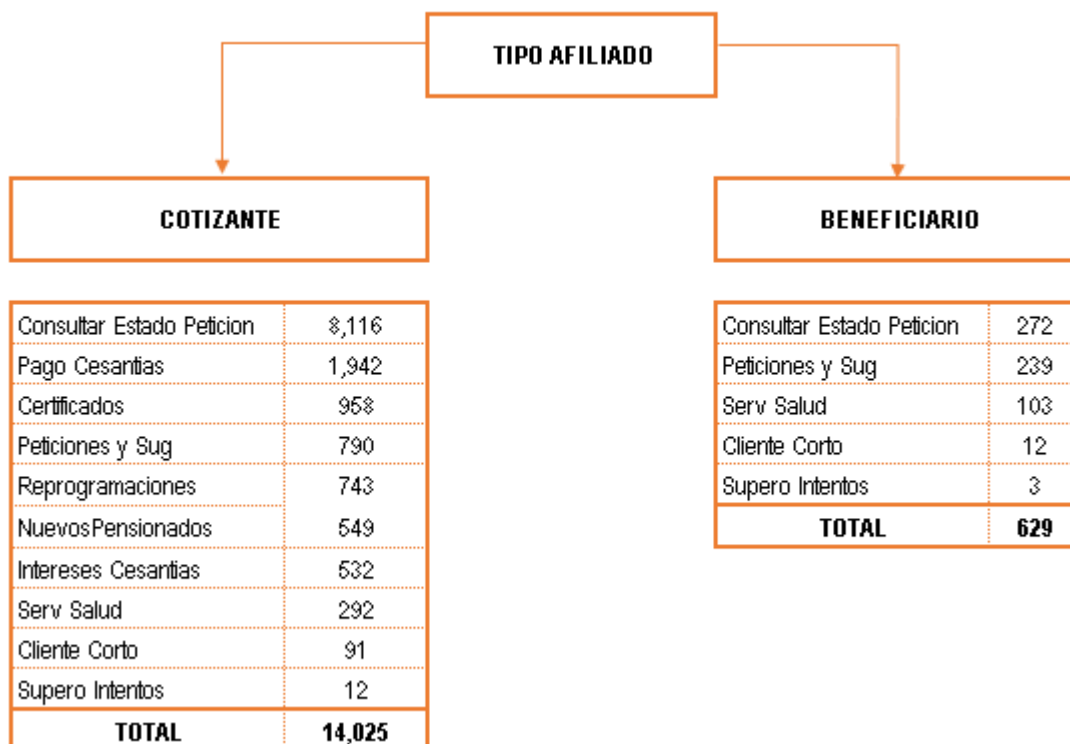 TIPO AFILIADO
COTIZANTE
Consultar Estado Peticion 8,116
Pago Cesantias 1,942
Certificados 958
Peticiones y Sug 790
Reprogramaciones 743
NuevosPensionados 549
Intereses Cesantias 532
Serv Salud 292
Cliente Corto 91
Supero Intentos 12
TOTAL 14,025
BENEFICIARIO
Consultar Estado Peticion 272
Peticiones y Sug 239
Serv Salud 103
Cliente Corto 12
Supero Intentos 3
TOTAL 629